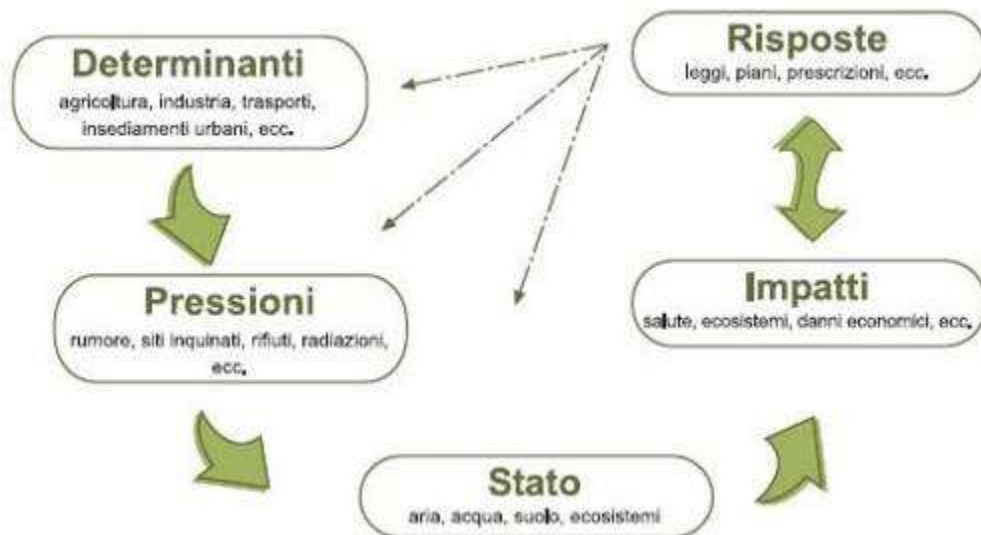 Determinanti
agricoltura, industria, trasporti,
insediamenti urbani, ecc.
Risposte
leggi, piani, prescrizioni, ecc.
Pressioni
rumore, siti inquinati, rifiuti, radiazioni,
ecc.
Impatti
salute, ecosistemi, danni economici, ecc.
Stato
aria, acqua, suolo, ecosistemi